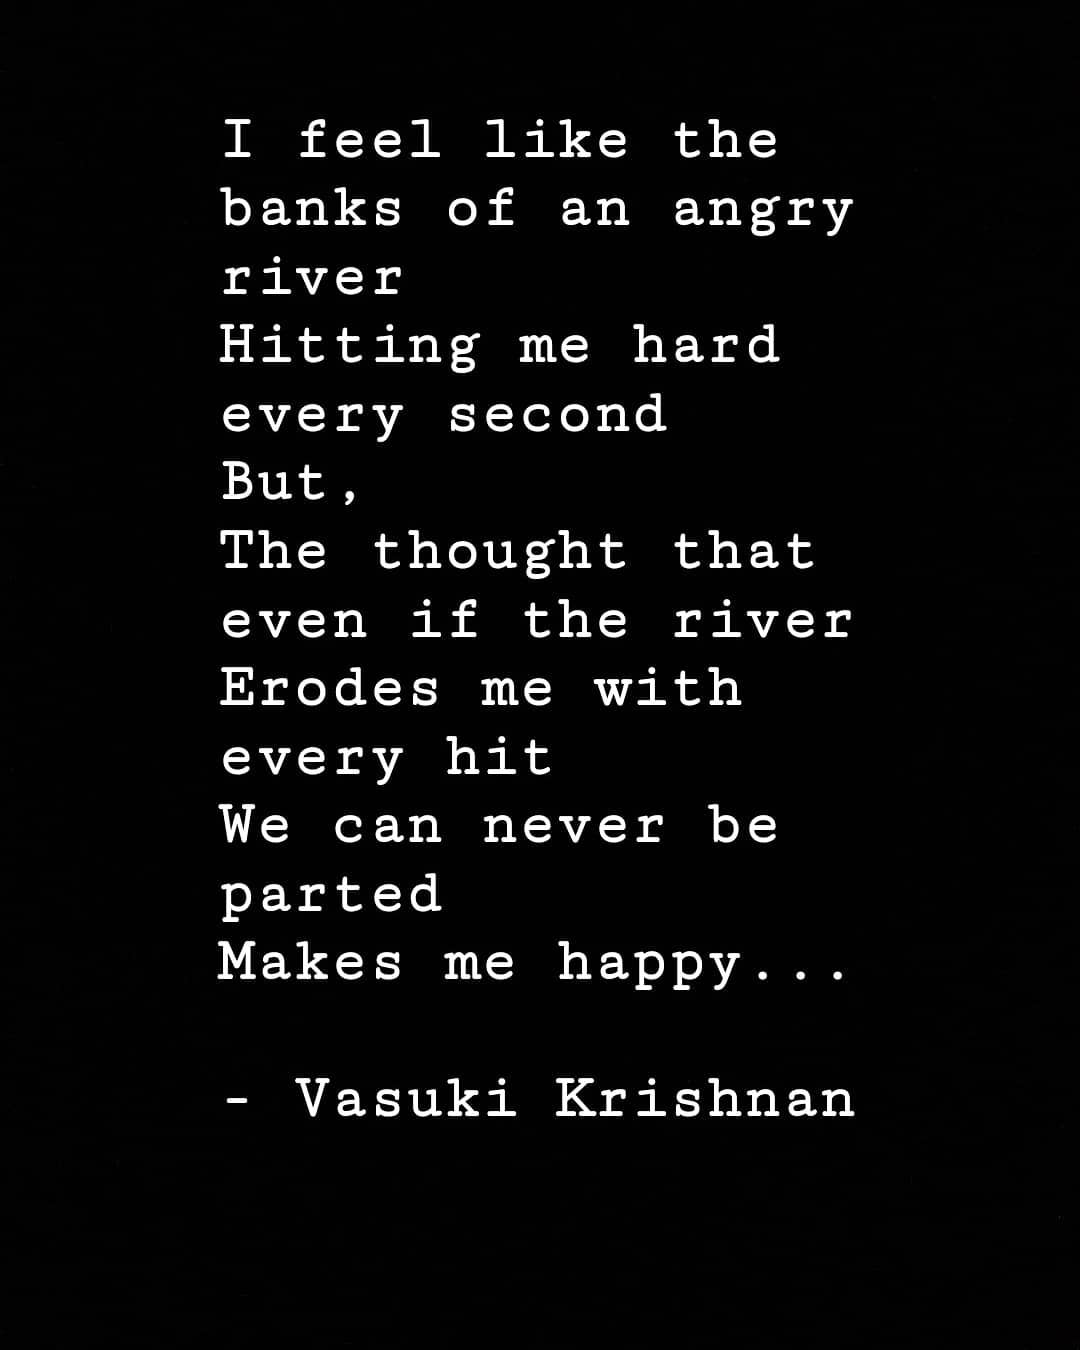 I feel like the
banks of an angry
river
Hitting me hard
every second
But,
The thought that
even if the river
Erodes me with
every hit
We can never be
parted
Makes me happy...
- Vasuki Krishnan